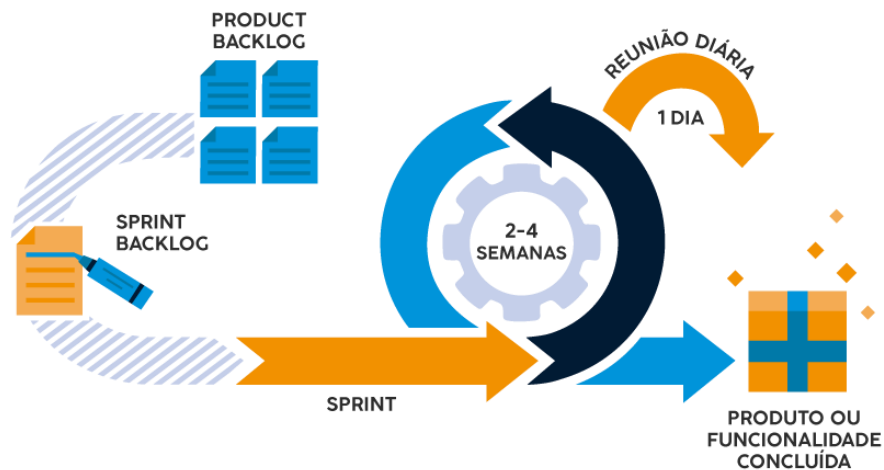 PRODUCT
BACKLOG
REUNIÃO DIÁRIA
1 DIA
SPRINT
BACKLOG
2-4
SEMANAS
SPRINT
PRODUTO OU
FUNCIONALIDADE
CONCLUÍDA